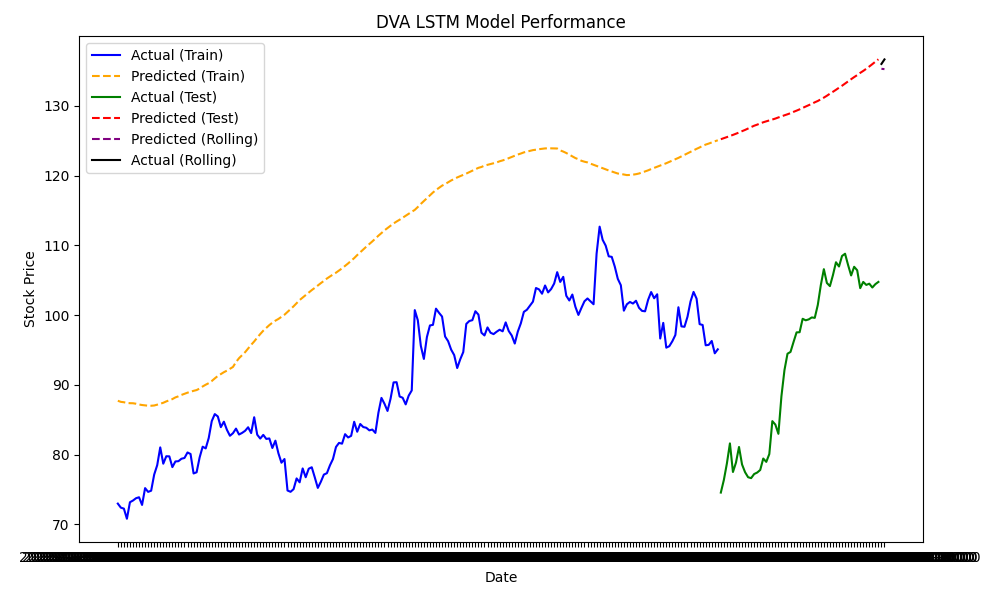 DVA LSTM Model Performance
Actual (Train)
Predicted (Train)
Actual (Test)
Predicted (Test)
Predicted (Rolling)
Actual (Rolling)
130
120
110
100
90
80
70
Stock Price
Date